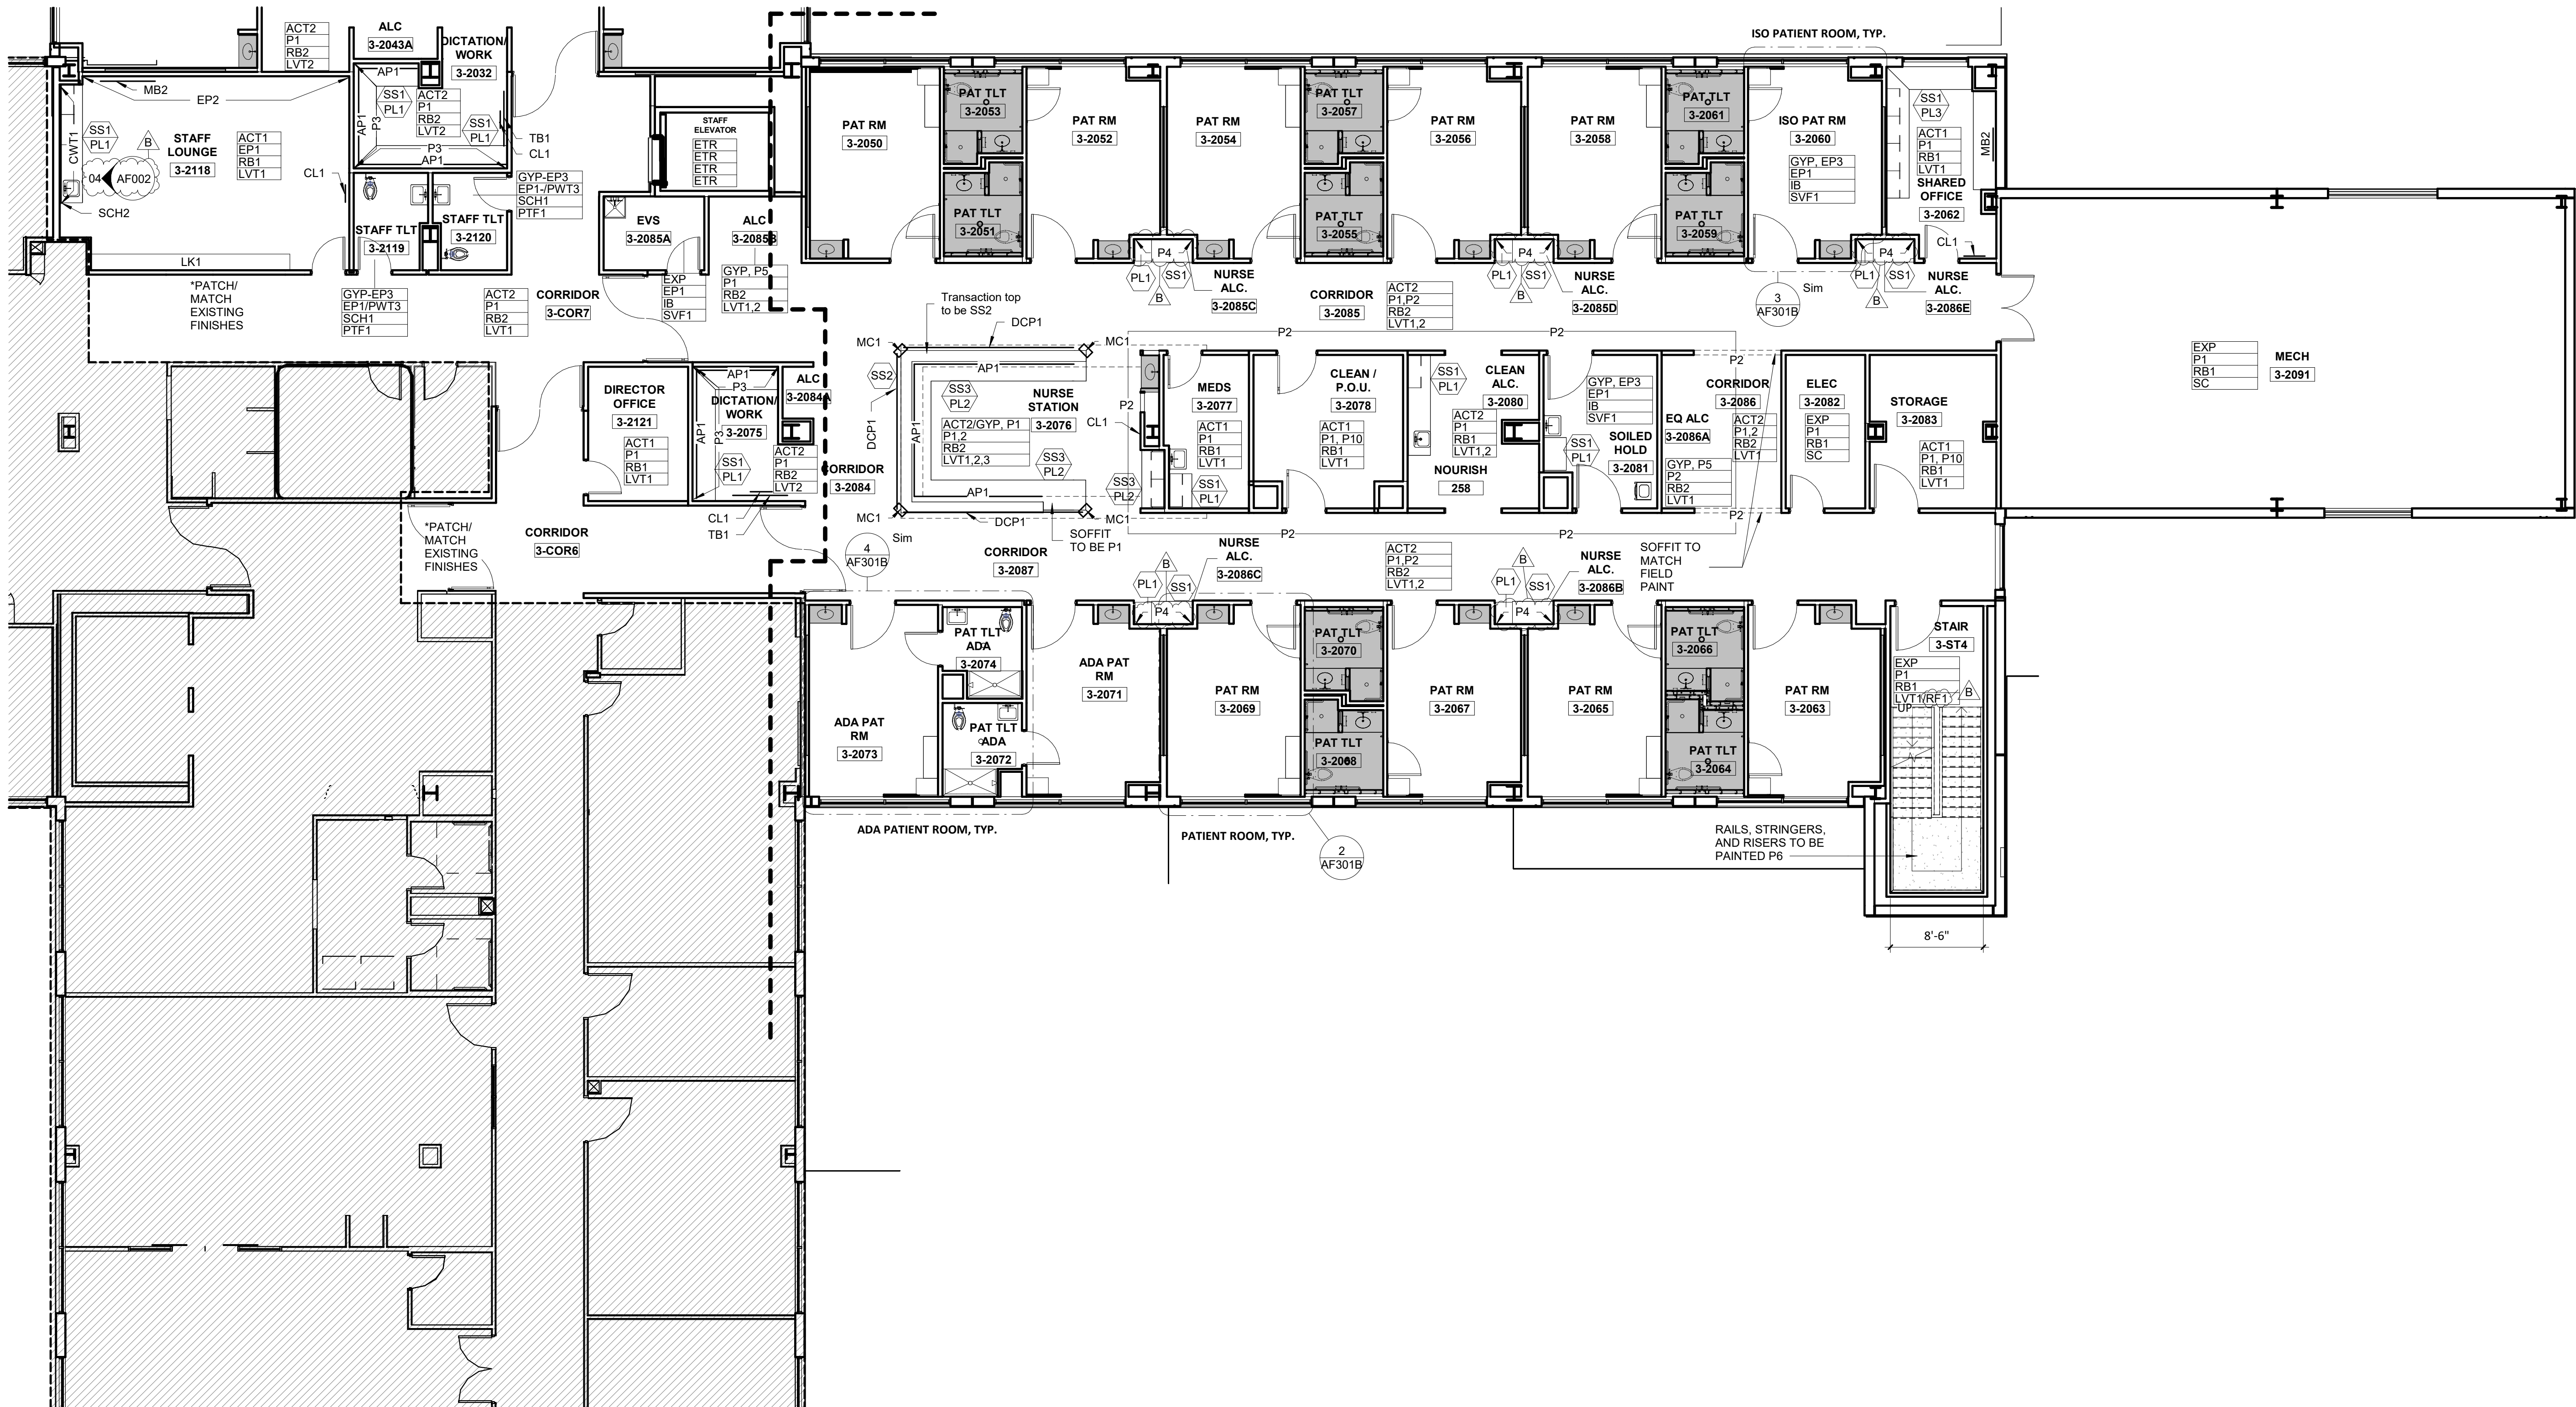 ACT2
P1
RB2
LVT2
ALC
3-2043A
DICTATION/
WORK
3-2032
AP1
AP1
P3
P3
AP1
SS1
PL1
ACT2
P1
RB2
LVT2
SS1
PL1
TB1
CL1
MB2
EP2
CWT1
SS1
PL1
B
04
AF002
STAFF
LOUNGE
3-2118
ACT1
EP1
RB1
LVT1
CL1
SCH2
LK1
STAFF TLT
3-2119
STAFF TLT
3-2120
GYP-EP3
EP1-/PWT3
SCH1
PTF1
GYP-EP3
EP1/PWT3
SCH1
PTF1
*PATCH/
MATCH
EXISTING
FINISHES
ACT2
P1
RB2
LVT1
CORRIDOR
3-COR7
STAFF
ELEVATOR
ETR
ETR
ETR
ETR
EVS
3-2085A
EXP
EP1
IB
SVF1
ALC
3-2085B
GYP, P5
P1
RB2
LVT1,2
PAT RM
3-2050
PAT TLT
3-2053
PAT TLT
3-2051
PAT RM
3-2052
PAT RM
3-2054
PAT TLT
3-2057
PAT TLT
3-2055
PAT RM
3-2056
PAT RM
3-2058
PAT TLT
3-2061
PAT TLT
3-2059
ISO PATIENT ROOM, TYP.
ISO PAT RM
3-2060
GYP, EP3
EP1
IB
SVF1
SS1
PL3
ACT1
P1
RB1
LVT1
SHARED
OFFICE
3-2062
MB2
CL1
P4
PL1
SS1
B
NURSE
ALC.
3-2085C
P4
PL1
SS1
B
NURSE
ALC.
3-2085D
P4
PL1
SS1
B
NURSE
ALC.
3-2086E
3
AF301B
Sim
CORRIDOR
3-2085
ACT2
P1,P2
RB2
LVT1,2
P2
P2
Transaction top
to be SS2
DCP1
MC1
MC1
SS2
DCP1
AP1
AP1
AP1
SS3
PL2
NURSE
STATION
3-2076
ACT2/GYP, P1
P1,2
RB2
LVT1,2,3
SS3
PL2
SS3
PL2
MC1
DCP1
MC1
SOFFIT
TO BE P1
P2
CL1
MEDS
3-2077
ACT1
P1
RB1
LVT1
SS1
PL1
CLEAN /
P.O.U.
3-2078
ACT1
P1, P10
RB1
LVT1
SS1
PL1
CLEAN
ALC.
3-2080
ACT2
P1
RB1
LVT1,2
NOURISH
258
GYP, EP3
EP1
IB
SVF1
SS1
PL1
SOILED
HOLD
3-2081
P2
CORRIDOR
3-2086
EQ ALC
3-2086A
ACT2
P1,2
RB2
LVT1
GYP, P5
P2
RB2
LVT1
P2
ELEC
3-2082
EXP
P1
RB1
SC
STORAGE
3-2083
ACT1
P1, P10
RB1
LVT1
EXP
P1
RB1
SC
MECH
3-2091
DIRECTOR
OFFICE
3-2121
ACT1
P1
RB1
LVT1
AP1
P3
AP1
P3
DICTATION/
WORK
3-2075
SS1
PL1
ALC
3-2084A
ACT2
P1
RB2
LVT2
CL1
TB1
CORRIDOR
3-2084
*PATCH/
MATCH
EXISTING
FINISHES
CORRIDOR
3-COR6
4
AF301B
Sim
CORRIDOR
3-2087
P2
P2
B
PL1
SS1
P4
NURSE
ALC.
3-2086C
ACT2
P1,P2
RB2
LVT1,2
B
PL1
SS1
P4
NURSE
ALC.
3-2086B
SOFFIT TO
MATCH
FIELD
PAINT
ADA PAT
RM
3-2073
PAT TLT
ADA
3-2074
PAT TLT
ADA
3-2072
ADA PAT
RM
3-2071
PAT RM
3-2069
PAT TLT
3-2070
PAT TLT
3-2068
PAT RM
3-2067
PAT RM
3-2065
PAT TLT
3-2066
PAT TLT
3-2064
PAT RM
3-2063
STAIR
3-ST4
EXP
P1
RB1
LVT1/RF1
B
UP
ADA PATIENT ROOM, TYP.
PATIENT ROOM, TYP.
2
AF301B
RAILS, STRINGERS,
AND RISERS TO BE
PAINTED P6
8'-6"